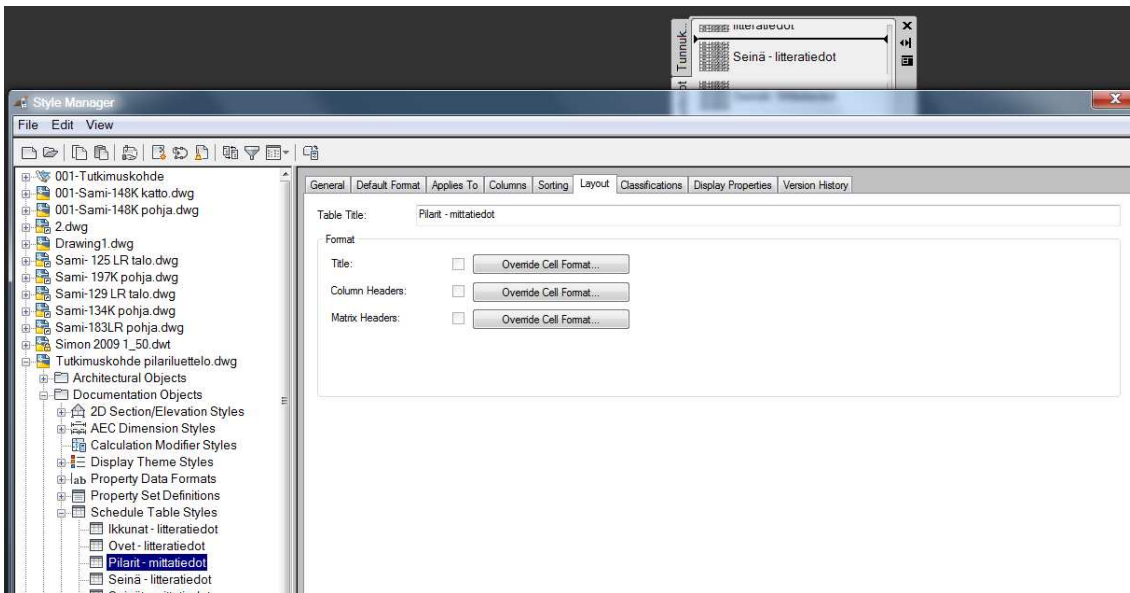 litteratiedot
Tunnuk...
Seinä - litteratiedot
Style Manager
File Edit View
001-Tutkimuskohde
001-Sami-148K katto.dwg
001-Sami-148K pohja.dwg
2.dwg
Drawing1.dwg
Sami- 125 LR talo.dwg
Sami- 197K pohja.dwg
Sami-129 LR talo.dwg
Sami-134K pohja.dwg
Sami-183LR pohja.dwg
Simon 2009 1_50.dwt
Tutkimuskohde pilariluettelo.dwg
Architectural Objects
Documentation Objects
2D Section/Elevation Styles
AEC Dimension Styles
Calculation Modifier Styles
Display Theme Styles
Property Data Formats
Property Set Definitions
Schedule Table Styles
Ikkunat - litteratiedot
Ovet - litteratiedot
Pilarit - mittatiedot
Seinä - litteratiedot
General Default Format Applies To Columns Sorting Layout Classifications Display Properties Version History
Table Title: Pilarit - mittatiedot
Format
Title: Override Cell Format...
Column Headers: Override Cell Format...
Matrix Headers: Override Cell Format...